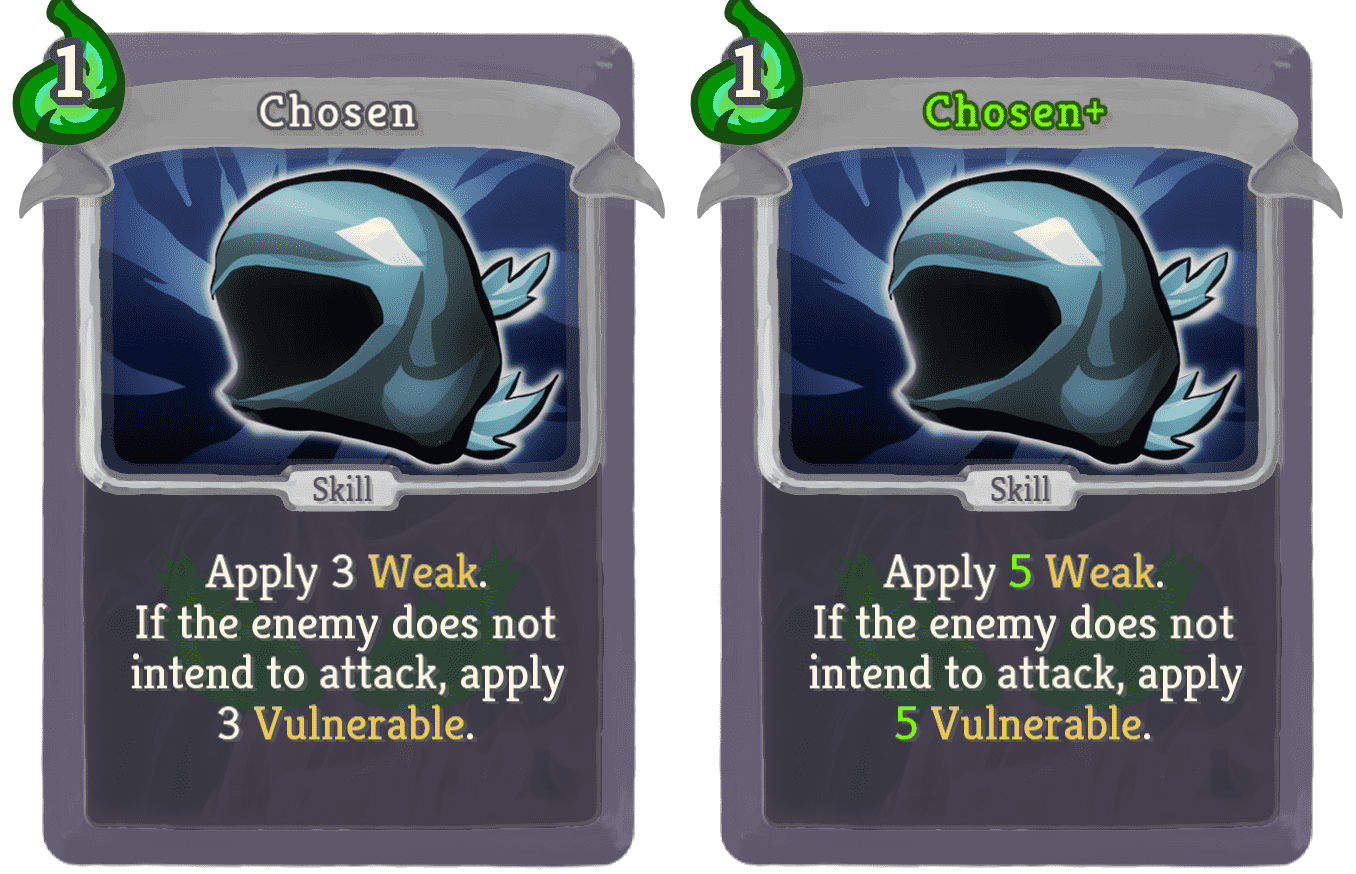 1
Chosen
Skill
Apply 3 Weak.
If the enemy does not
intend to attack, apply
3 Vulnerable.
1
Chosen+
Skill
Apply 5 Weak.
If the enemy does not
intend to attack, apply
5 Vulnerable.